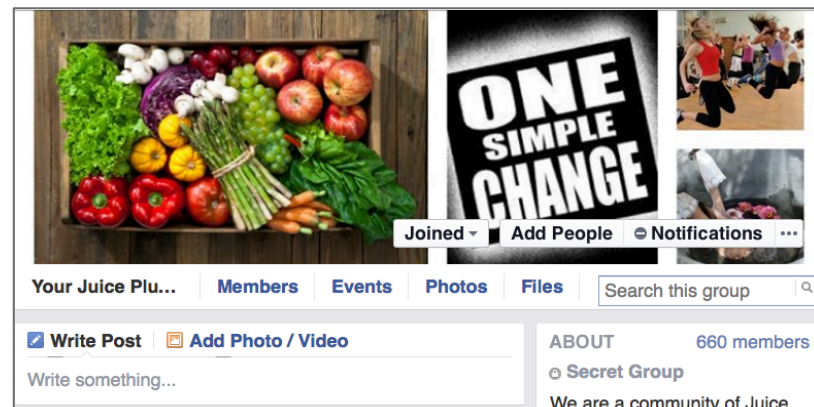 ONE
SIMPLE
CHANGE
Joined
Add People
Notifications
Your Juice Plu...
Members
Events
Photos
Files
Search this group
Write Post
Add Photo / Video
Write something...
ABOUT
660 members
Secret Group
We are a community of Juice